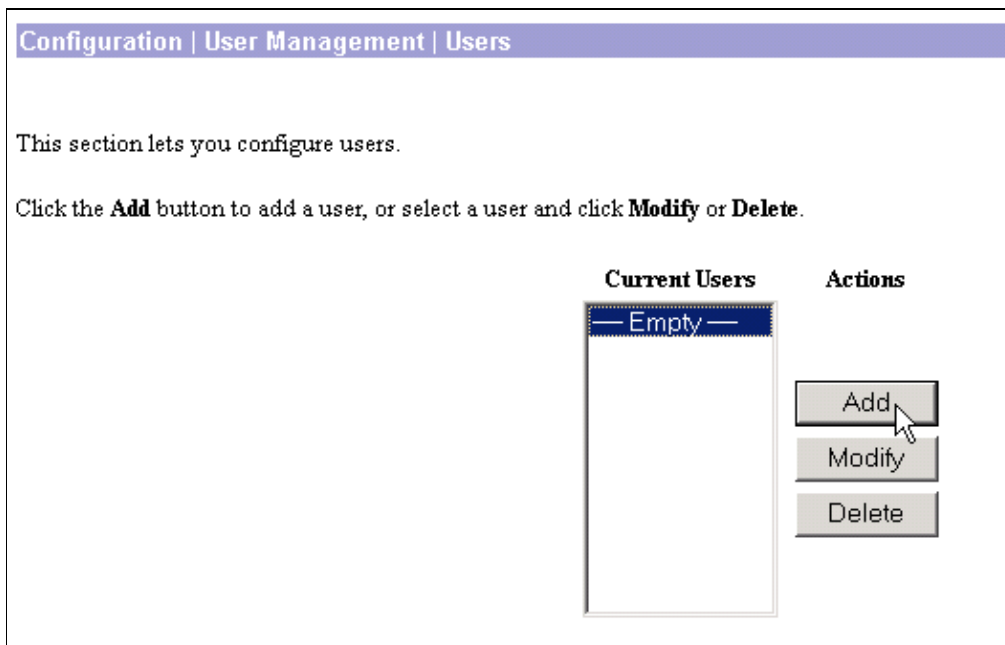 Configuration | User Management | Users
This section lets you configure users.
Click the Add button to add a user, or select a user and click Modify or Delete.
Current Users
Actions
— Empty —
Add
Modify
Delete